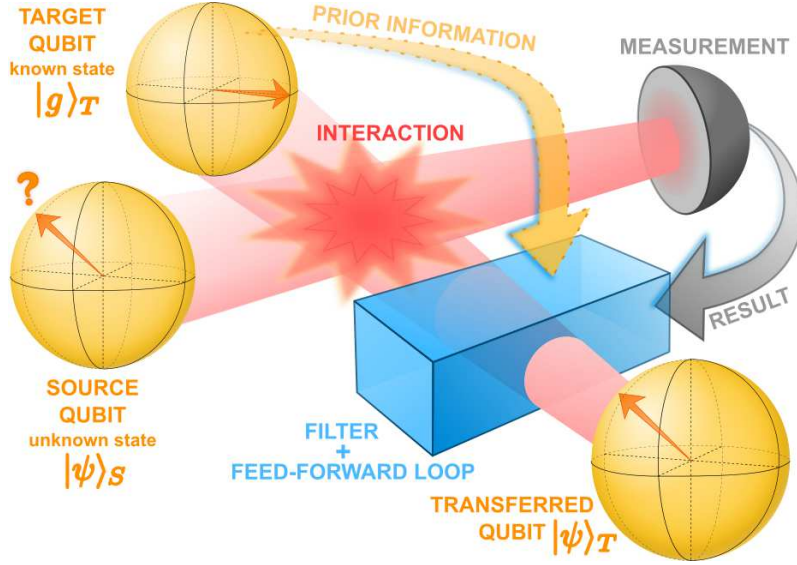 TARGET
QUBIT
known state
|g⟩T
PRIOR INFORMATION
MEASUREMENT
INTERACTION
?
RESULT
SOURCE
QUBIT
unknown state
|ψ⟩S
FILTER
+
FEED-FORWARD LOOP
TRANSFERRED
QUBIT |ψ⟩T